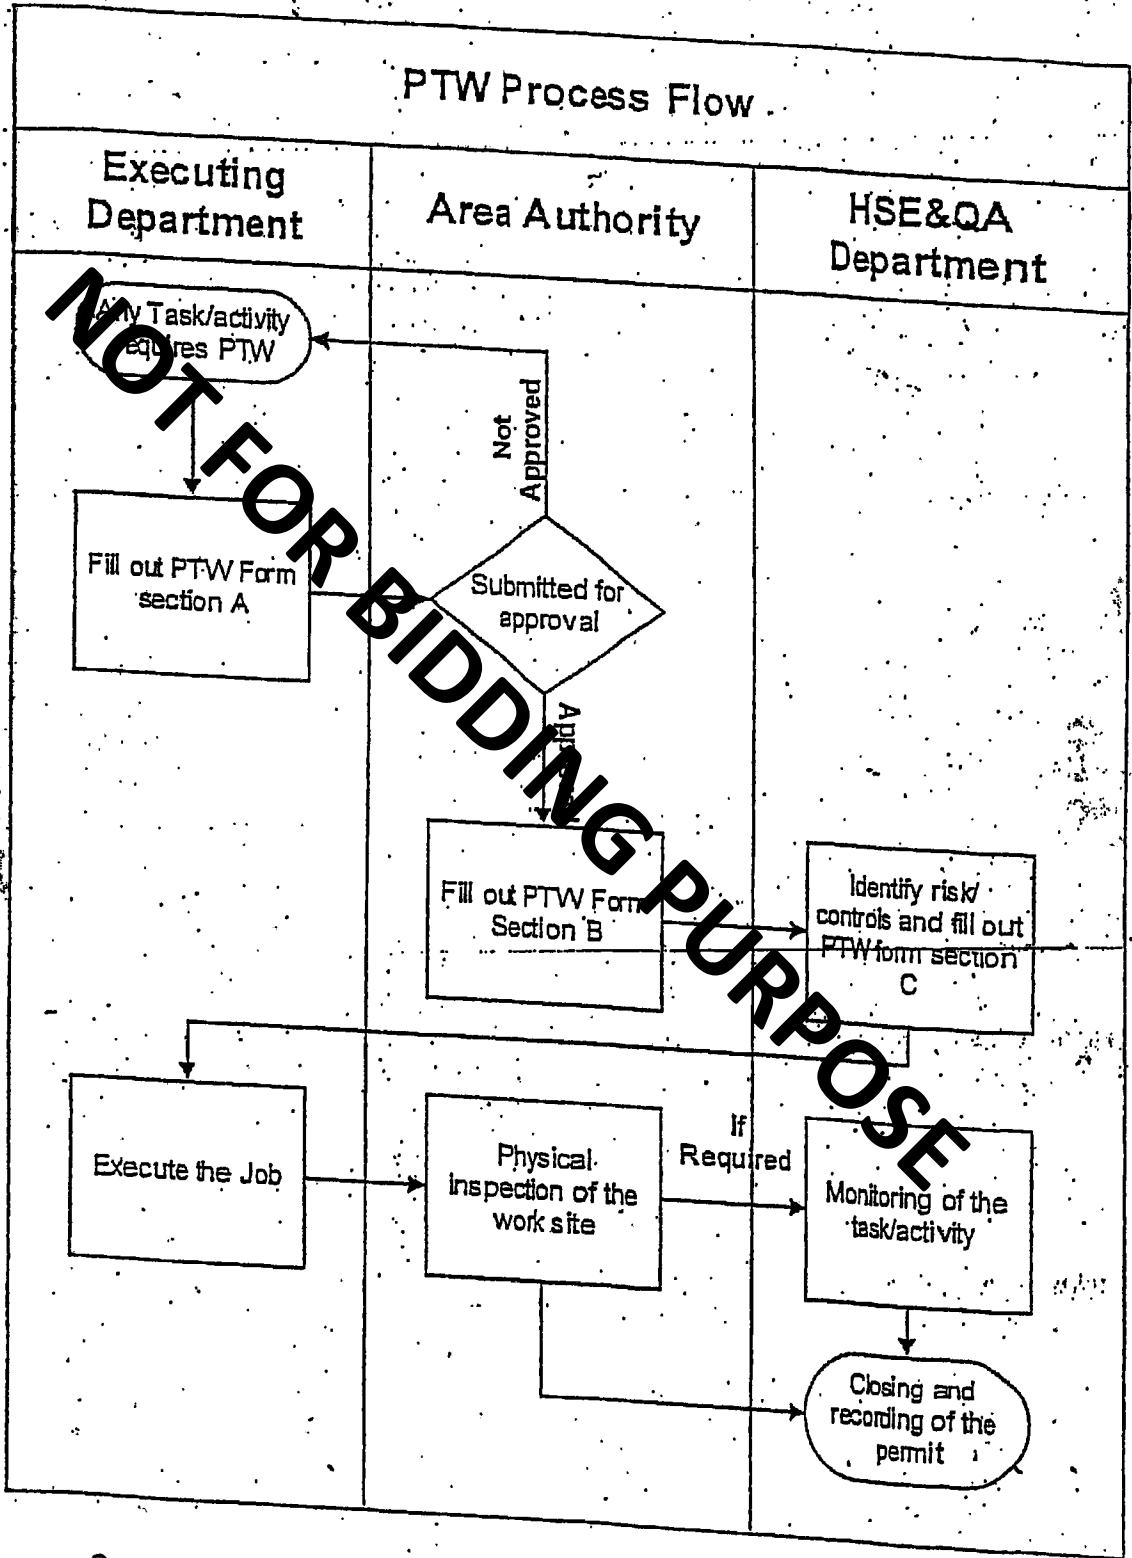 PTW Process Flow
Executing
Department
Area Authority
HSE&QA
Department
Any Task/activity
requires PTW
Not
Approved
Fill out PTW Form
section A
Submitted for
approval
Fill out PTW Form
Section B
Identify risk/
controls and fill out
PTW form section
C
Execute the Job
Physical
inspection of the
work site
If
Required
Monitoring of the
task/activity
Closing and
recording of the
permit
NOT FOR BIDDING PURPOSE